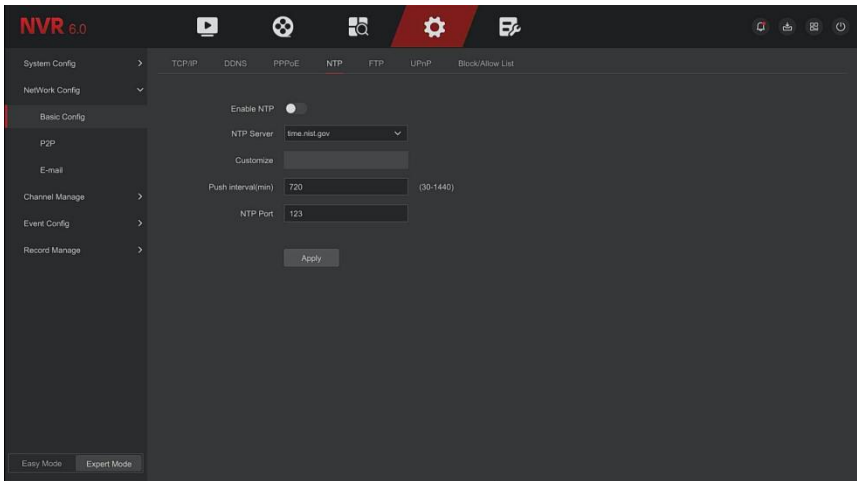 NVR 6.0
System Config
NetWork Config
Basic Config
P2P
E-mail
Channel Manage
Event Config
Record Manage
Easy Mode Expert Mode
TCP/IP DDNS PPPoE NTP FTP UPnP Block/Allow List
Enable NTP
NTP Server time.nist.gov
Customize
Push interval(min) 720 (30-1440)
NTP Port 123
Apply